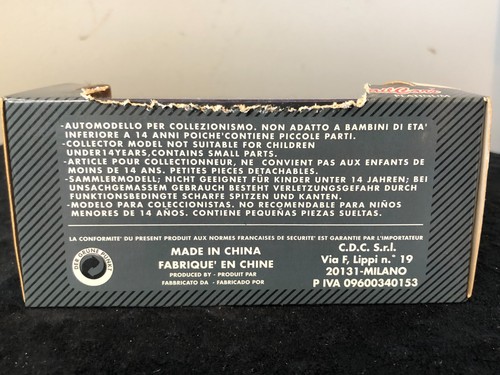 PLATINUM
-AUTOMODELLO PER COLLEZIONISMO. NON ADATTO A BAMBINI DI ETA'
INFERIORE A 14 ANNI POICHE'CONTIENE PICCOLE PARTI.
-COLLECTOR MODEL NOT SUITABLE FOR CHILDREN
UNDER14YEARS,CONTAINS SMALL PARTS.
-ARTICLE POUR COLLECTIONNEUR, NE CONVIENT PAS AUX ENFANTS DE
MOINS DE 14 ANS. PETITES PIECES DETACHABLES.
-SAMMLERMODELL; NICHT GEEIGNET FÜR KINDER UNTER 14 JAHREN; BEI
UNSACHGEMASSEM GEBRAUCH BESTEHT VERLETZUNGSGEFAHR DURCH
FUNKTIONSBEDINGTE SCHARFE SPITZEN UND KANTEN.
-MODELO PARA COLECCIONISTAS. NO RECOMENDABLE PARA NIÑOS
MENORES DE 14 AÑOS. CONTIENE PEQUEÑAS PIEZAS SUELTAS.
LA CONFORMITE' DU PRESENT PRODUIT AUX NORMES FRANCAISES DE SECURITE' EST GARANTIE PAR L'IMPORTATEUR
DER GRÜNE PUNKT
MADE IN CHINA
FABRIQUE' EN CHINE
PRODUCED BY - PRODUIT PAR
FABBRICATO DA - FABRICADO POR
C.D.C. S.r.l.
Via F, Lippi n.° 19
20131-MILANO
P IVA 09600340153